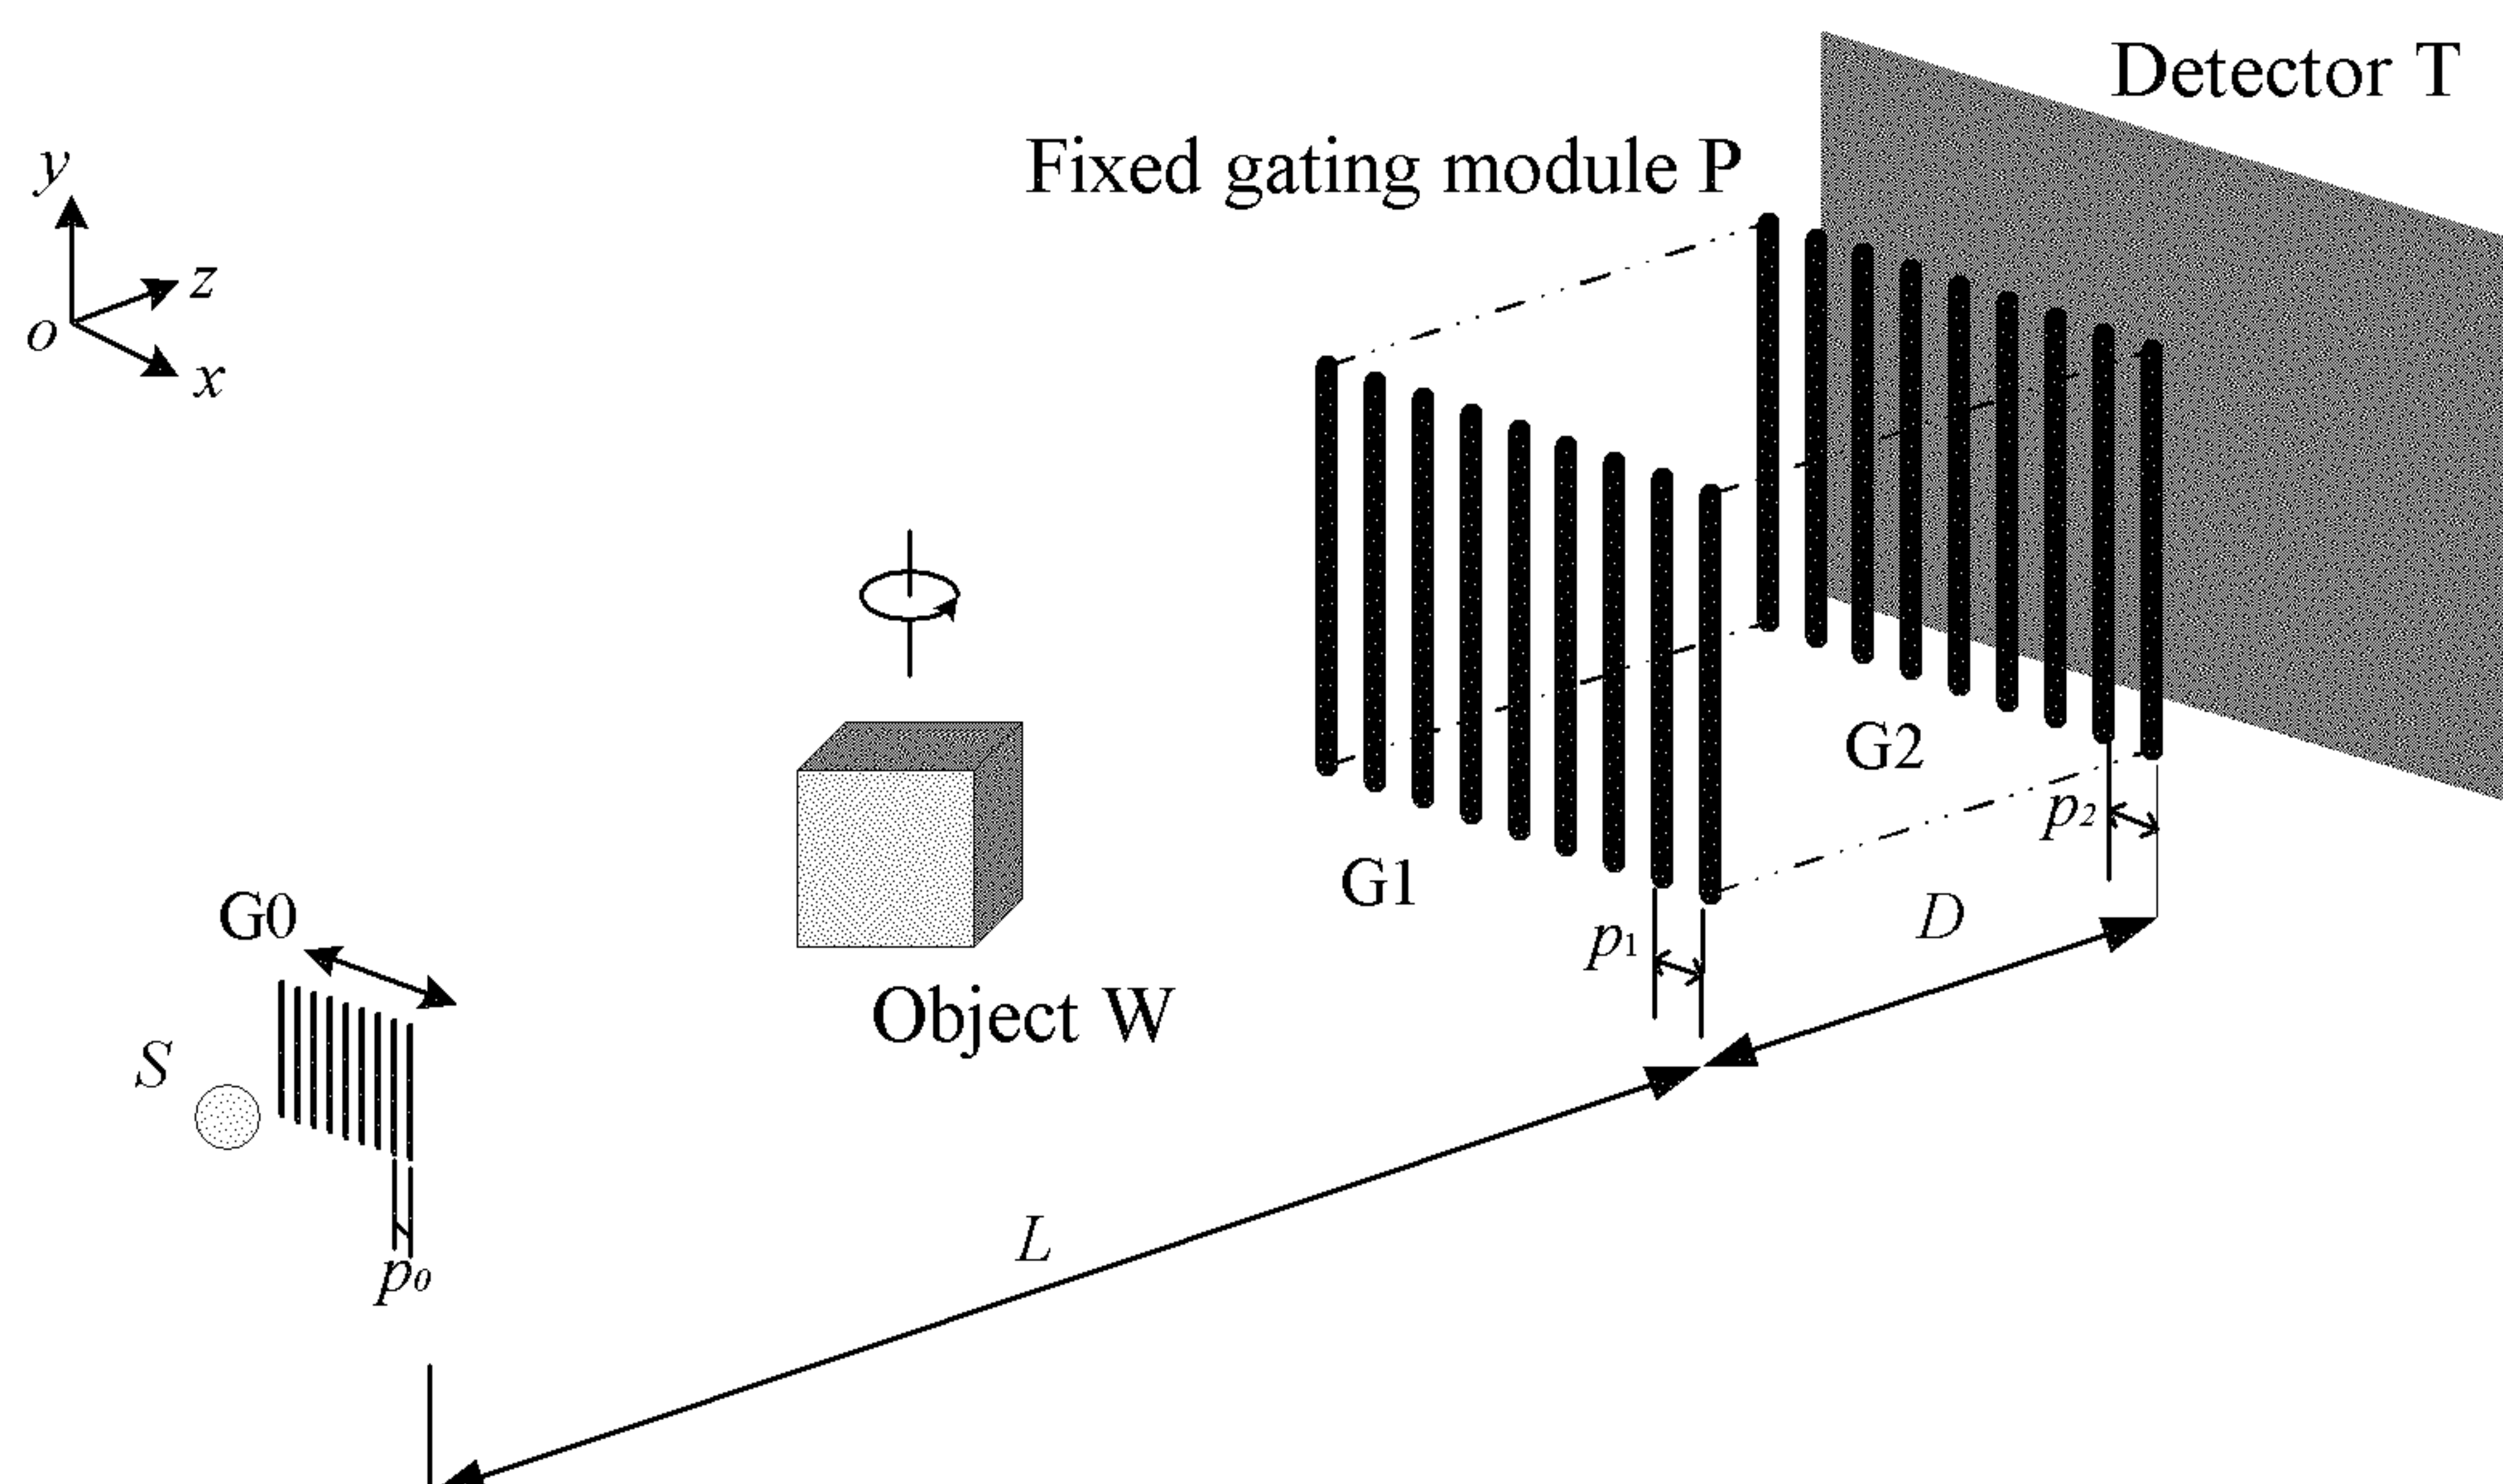 Detector T
Fixed gating module P
y
z
o
x
G2
p2
G1
G0
D
p1
Object W
S
L
p0